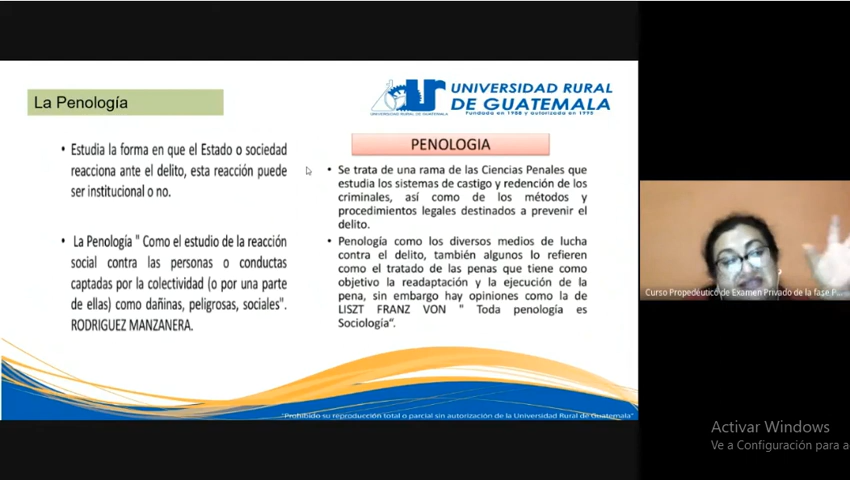 La Penología
UNIVERSIDAD RURAL
DE GUATEMALA
UNIVERSIDAD RURAL DE GUATEMALA
Fundada en 1988 y autorizada en 1995
• Estudia la forma en que el Estado o sociedad
reacciona ante el delito, esta reacción puede
ser institucional o no.
• La Penología " Como el estudio de la reacción
social contra las personas o conductas
captadas por la colectividad (o por una parte
de ellas) como dañinas, peligrosas, sociales".
RODRIGUEZ MANZANERA.
PENOLOGIA
• Se trata de una rama de las Ciencias Penales que
estudia los sistemas de castigo y redención de los
criminales, así como de los métodos y
procedimientos legales destinados a prevenir el
delito.
• Penología como los diversos medios de lucha
contra el delito, también algunos lo refieren
como el tratado de las penas que tiene como
objetivo la readaptación y la ejecución de la
pena, sin embargo hay opiniones como la de
LISZT FRANZ VON " Toda penología es
Sociología".
"Prohibido su reproducción total o parcial sin autorización de la Universidad Rural de Guatemala"
Curso Propedéutico de Examen Privado de la fase
Activar Windows
Ve a Configuración para a